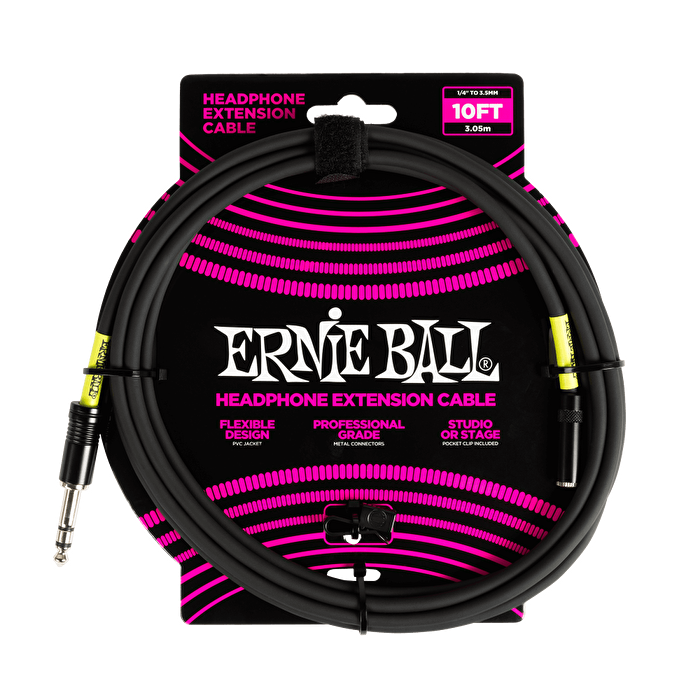 HEADPHONE
EXTENSION
CABLE
1/4" TO 3.5MM
10FT
3.05m
ERNIE BALL®
HEADPHONE EXTENSION CABLE
FLEXIBLE
DESIGN
PVC JACKET
PROFESSIONAL
GRADE
METAL CONNECTORS
STUDIO
OR STAGE
POCKET CLIP INCLUDED